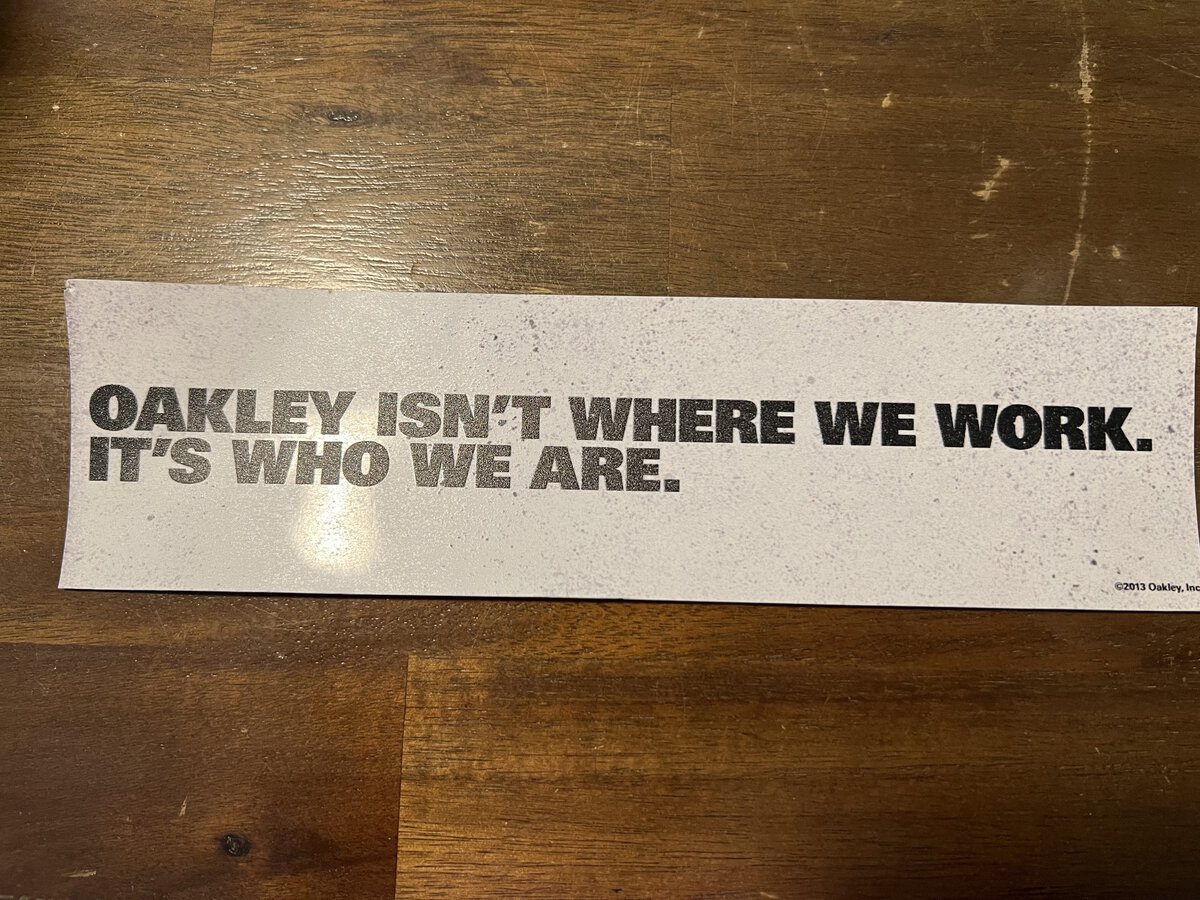 OAKLEY ISN'T WHERE WE WORK.
IT'S WHO WE ARE.
©2013 Oakley, Inc